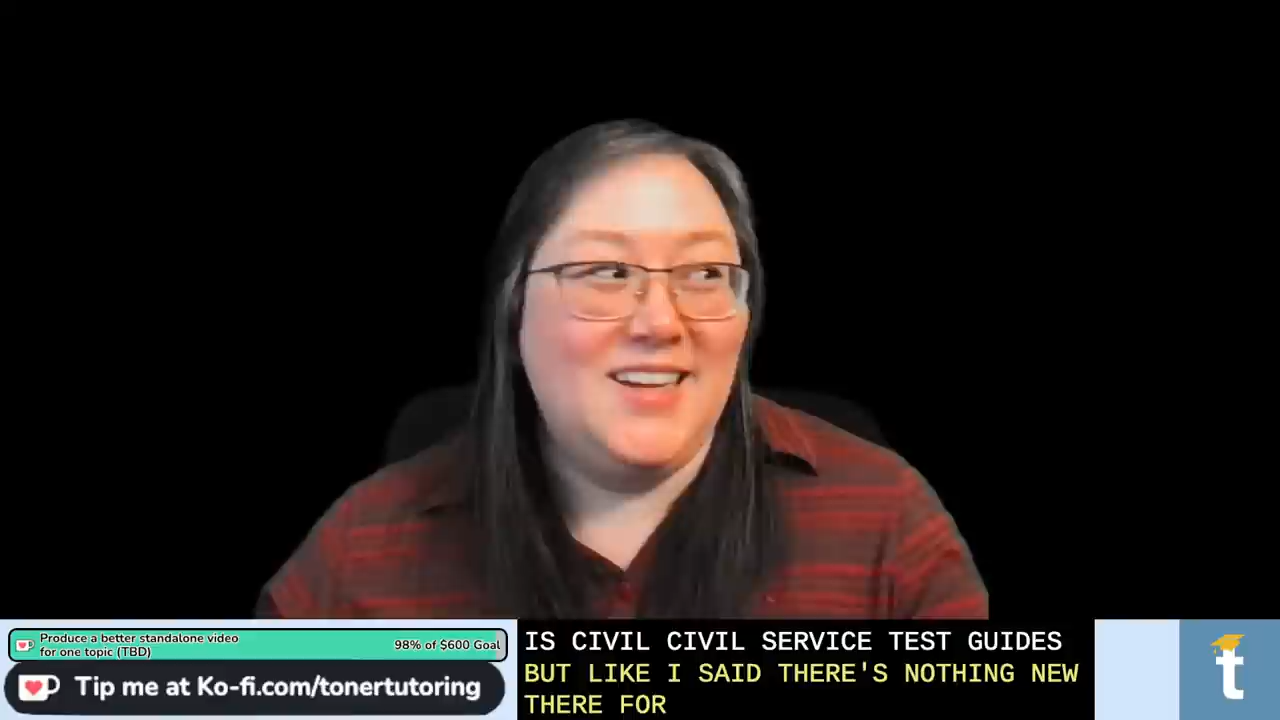 Produce a better standalone video
for one topic (TBD)
98% of $600 Goal
Tip me at Ko-fi.com/tonertutoring
IS CIVIL CIVIL SERVICE TEST GUIDES
BUT LIKE I SAID THERE'S NOTHING NEW
THERE FOR
t